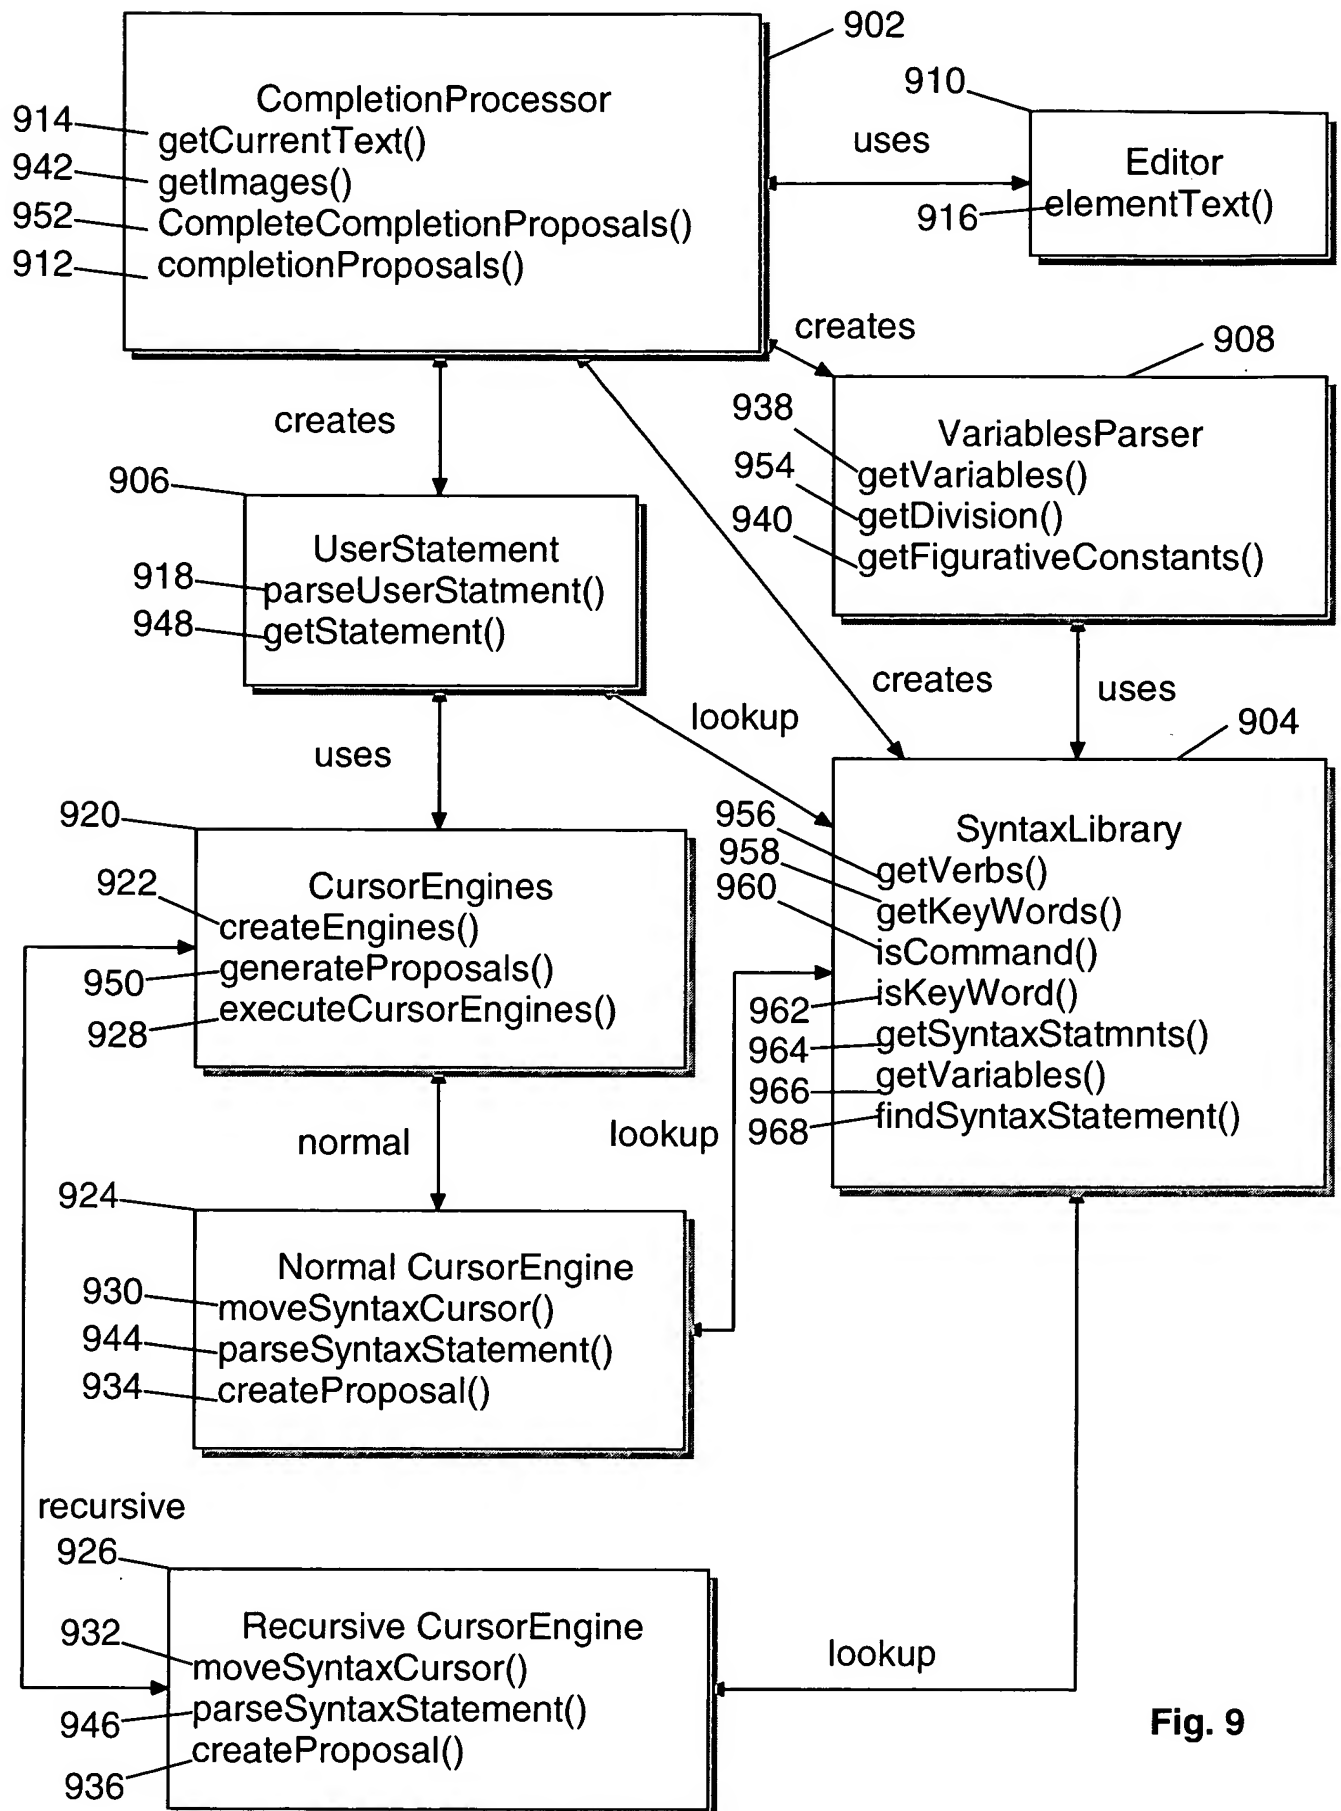 902
CompletionProcessor
914
getCurrentText()
942
getImages()
952
CompleteCompletionProposals()
912
completionProposals()
uses
910
Editor
916
elementText()
creates
908
938
VariablesParser
getVariables()
954
getDivision()
940
getFigurativeConstants()
creates
906
UserStatement
918
parseUserStatment()
948
getStatement()
creates
uses
lookup
904
uses
920
CursorEngines
922
createEngines()
950
generateProposals()
928
executeCursorEngines()
956
SyntaxLibrary
958
getVerbs()
960
getKeyWords()
isCommand()
962
isKeyWord()
964
getSyntaxStatmnts()
966
getVariables()
968
findSyntaxStatement()
normal
lookup
924
Normal CursorEngine
930
moveSyntaxCursor()
944
parseSyntaxStatement()
934
createProposal()
recursive
926
Recursive CursorEngine
932
moveSyntaxCursor()
946
parseSyntaxStatement()
936
createProposal()
lookup
Fig. 9